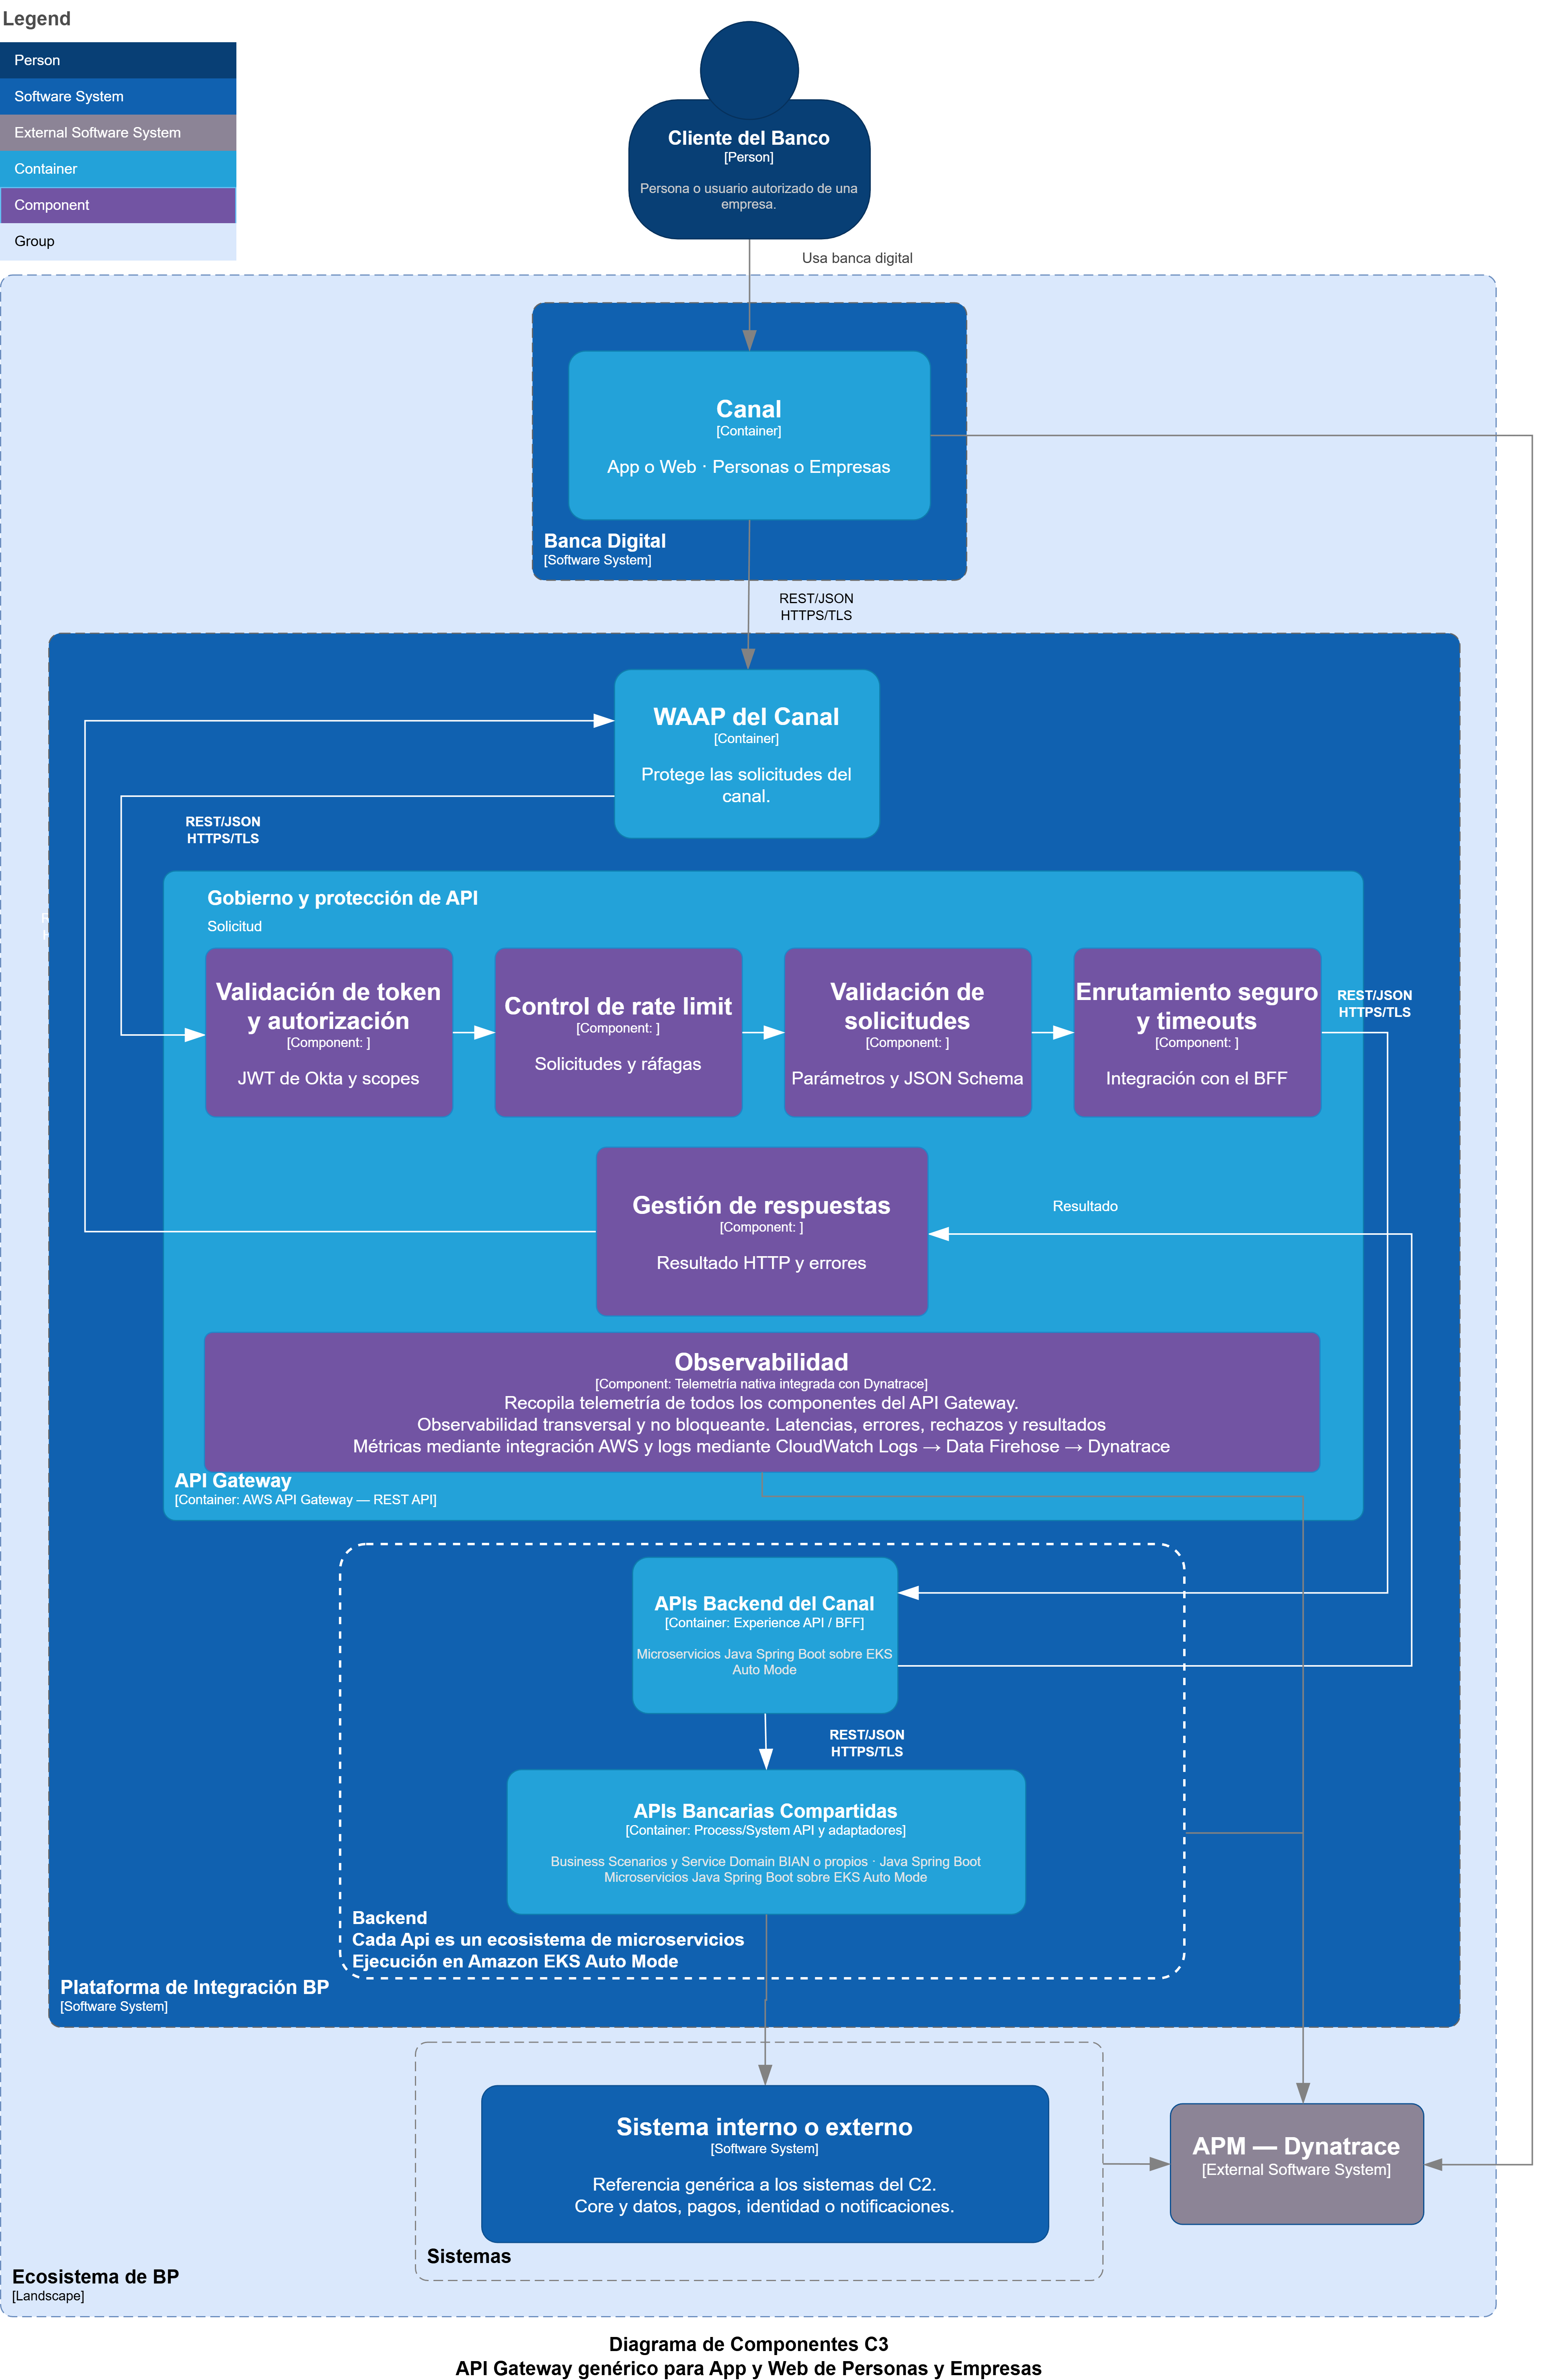 Legend
Person
Software System
External Software System
Container
Component
Group
Cliente del Banco
[Person]
Persona o usuario autorizado de una
empresa.
Usa banca digital
Canal
[Container]
App o Web · Personas o Empresas
Banca Digital
[Software System]
REST/JSON
HTTPS/TLS
WAAP del Canal
[Container]
Protege las solicitudes del
canal.
REST/JSON
HTTPS/TLS
Gobierno y protección de API
Solicitud
Validación de token
y autorización
[Component: ]
JWT de Okta y scopes
Control de rate limit
[Component: ]
Solicitudes y ráfagas
Validación de
solicitudes
[Component: ]
Parámetros y JSON Schema
Enrutamiento seguro
y timeouts
[Component: ]
Integración con el BFF
REST/JSON
HTTPS/TLS
Gestión de respuestas
[Component: ]
Resultado HTTP y errores
Resultado
Observabilidad
[Component: Telemetría nativa integrada con Dynatrace]
Recopila telemetría de todos los componentes del API Gateway.
Observabilidad transversal y no bloqueante. Latencias, errores, rechazos y resultados
Métricas mediante integración AWS y logs mediante CloudWatch Logs → Data Firehose → Dynatrace
API Gateway
[Container: AWS API Gateway — REST API]
APIs Backend del Canal
[Container: Experience API / BFF]
Microservicios Java Spring Boot sobre EKS
Auto Mode
REST/JSON
HTTPS/TLS
APIs Bancarias Compartidas
[Container: Process/System API y adaptadores]
Business Scenarios y Service Domain BIAN o propios · Java Spring Boot
Microservicios Java Spring Boot sobre EKS Auto Mode
Backend
Cada Api es un ecosistema de microservicios
Ejecución en Amazon EKS Auto Mode
Plataforma de Integración BP
[Software System]
Sistema interno o externo
[Software System]
Referencia genérica a los sistemas del C2.
Core y datos, pagos, identidad o notificaciones.
Sistemas
APM — Dynatrace
[External Software System]
Ecosistema de BP
[Landscape]
Diagrama de Componentes C3
API Gateway genérico para App y Web de Personas y Empresas